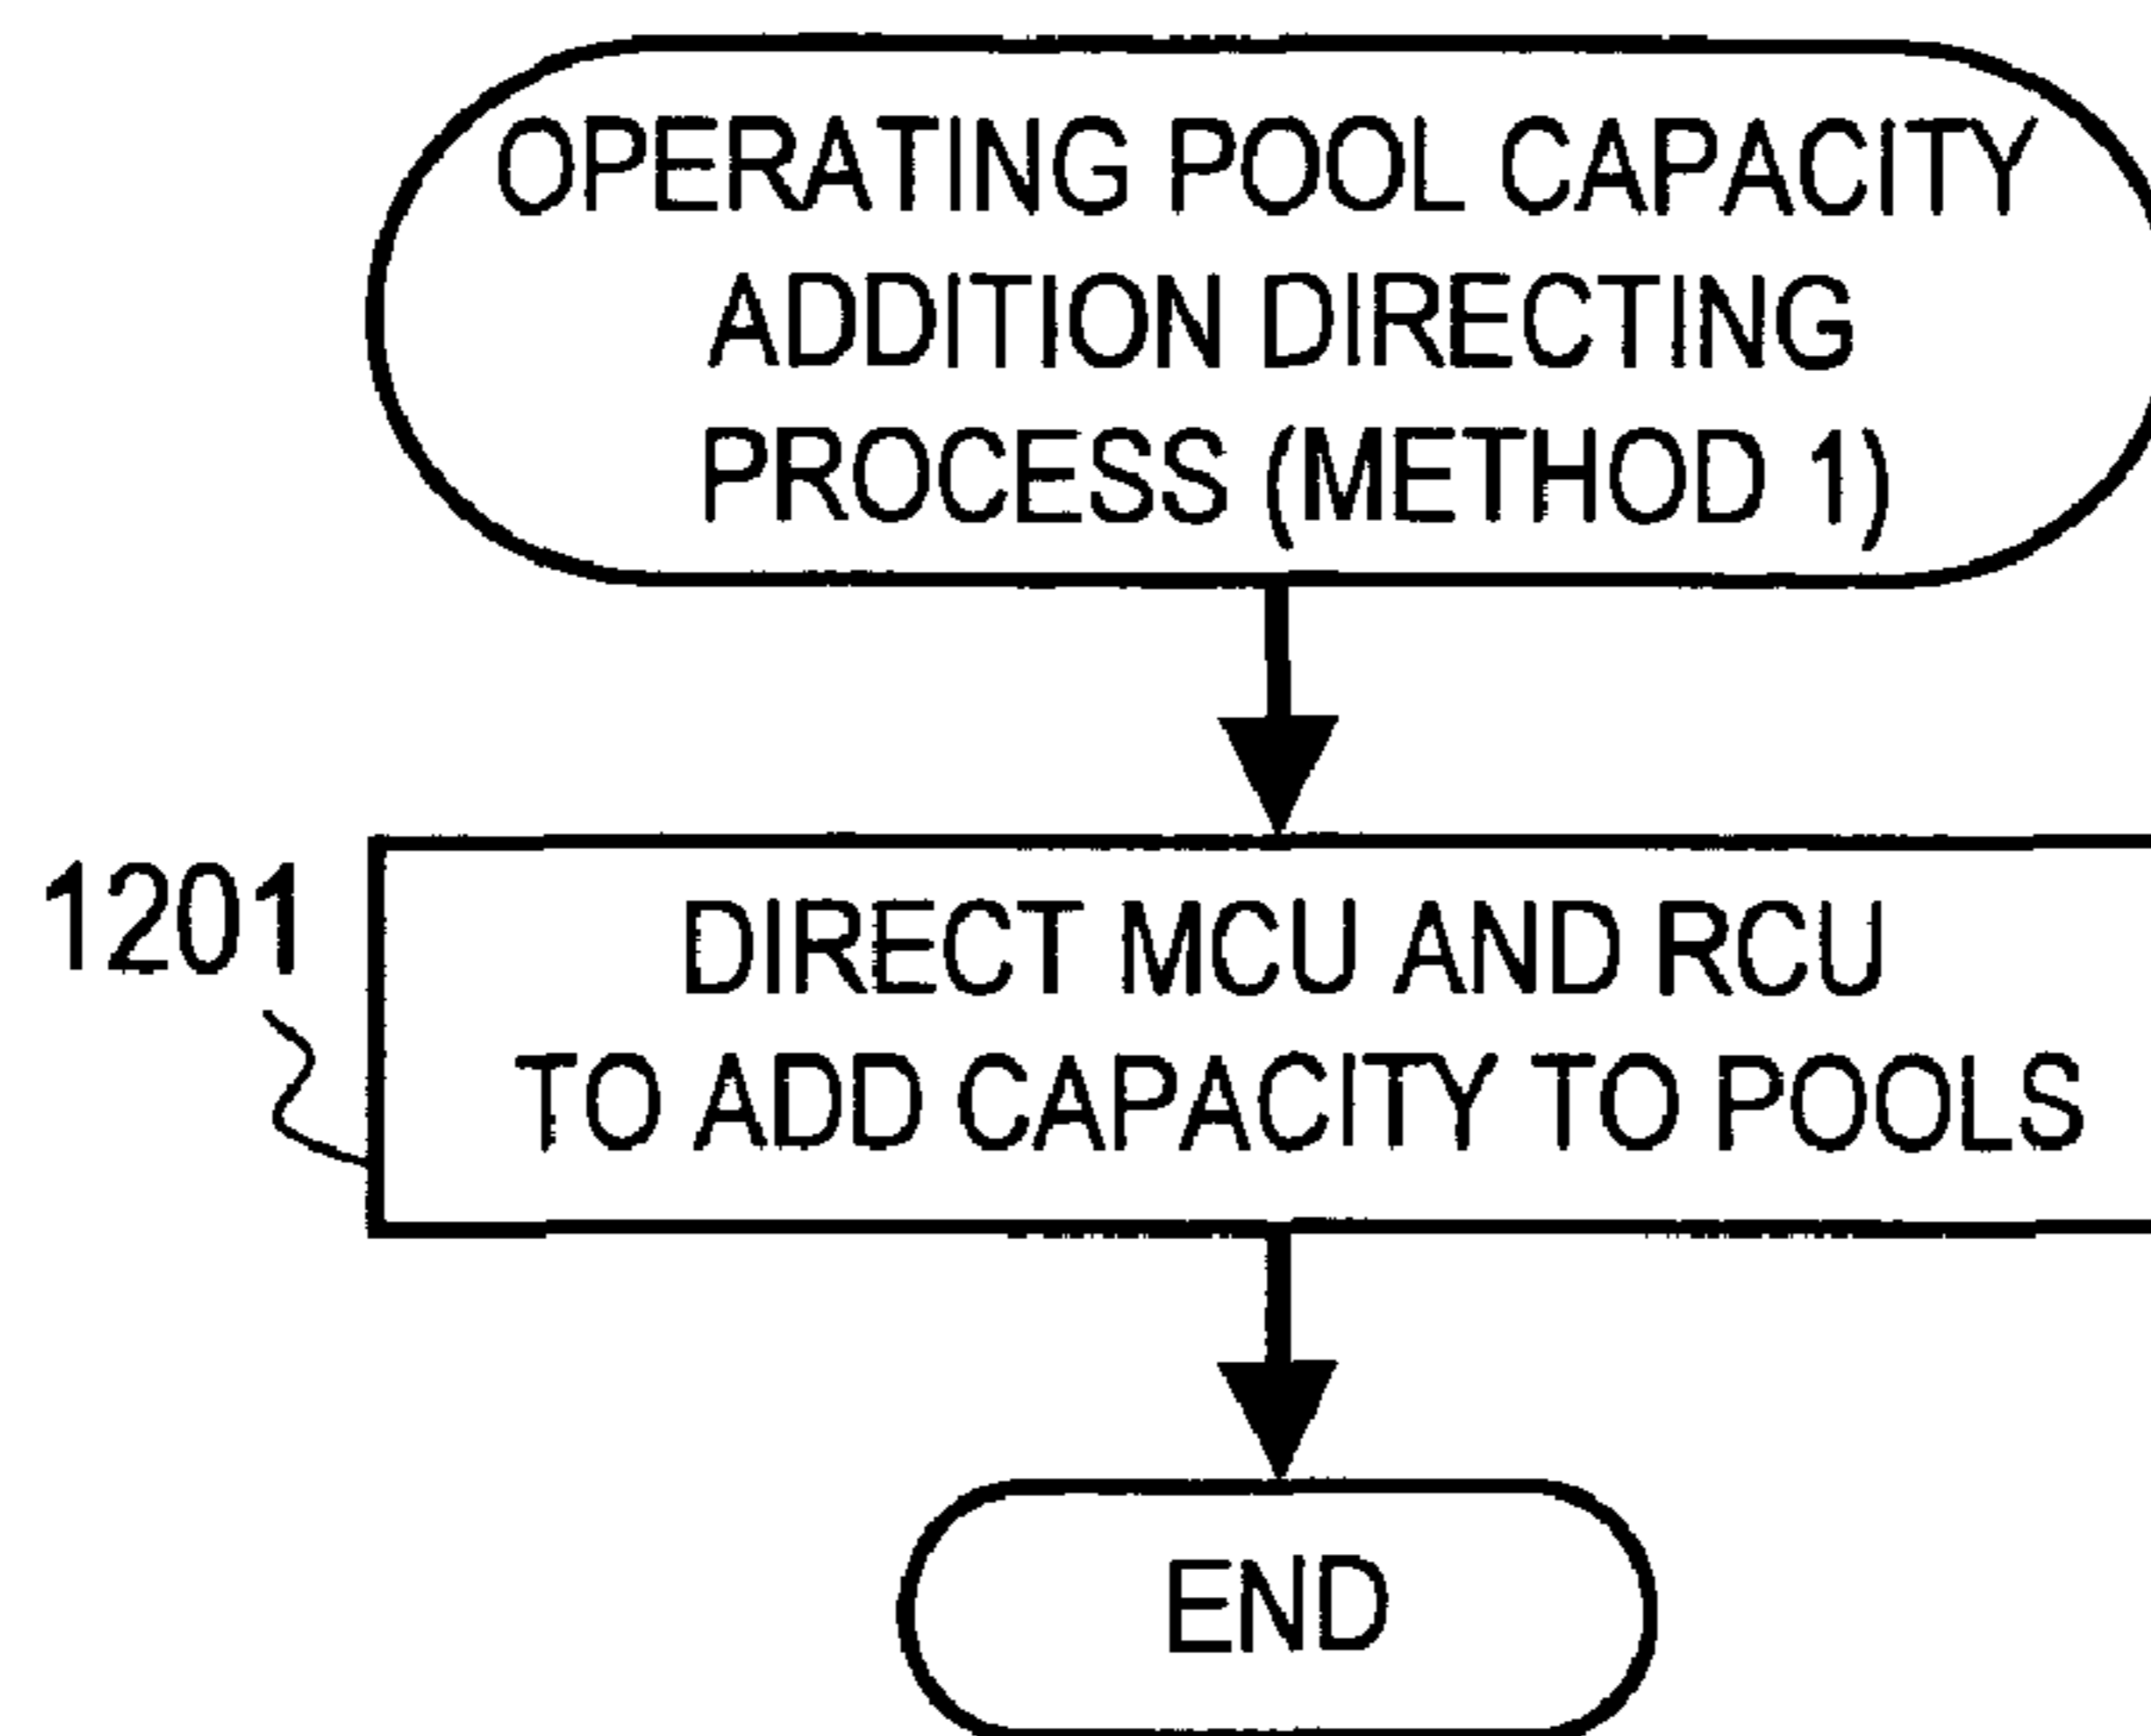 OPERATING POOL CAPACITY
ADDITION DIRECTING
PROCESS (METHOD 1)
1201
DIRECT MCU AND RCU
TO ADD CAPACITY TO POOLS
END